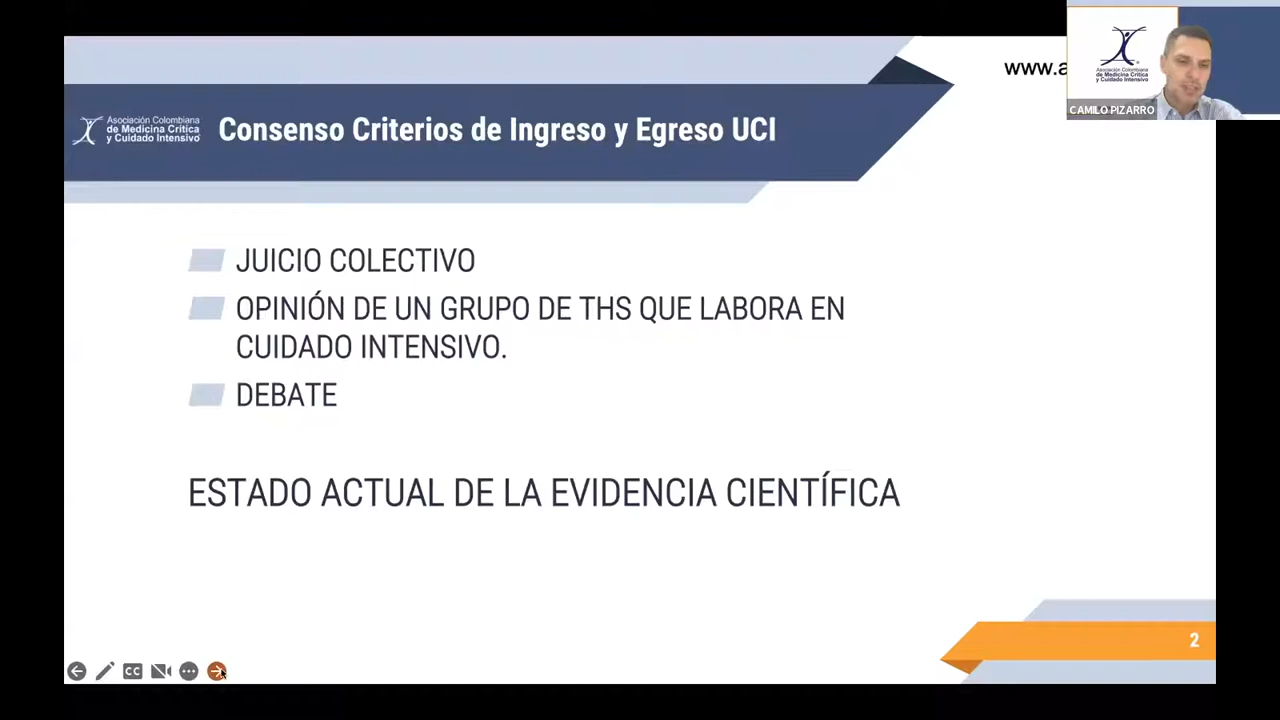 www.a
Asociación Colombiana
de Medicina Crítica
y Cuidado Intensivo
CAMILO PIZARRO
Asociación Colombiana
de Medicina Crítica
y Cuidado Intensivo
Consenso Criterios de Ingreso y Egreso UCI
JUICIO COLECTIVO
OPINIÓN DE UN GRUPO DE THS QUE LABORA EN
CUIDADO INTENSIVO.
DEBATE
ESTADO ACTUAL DE LA EVIDENCIA CIENTÍFICA
2
CC